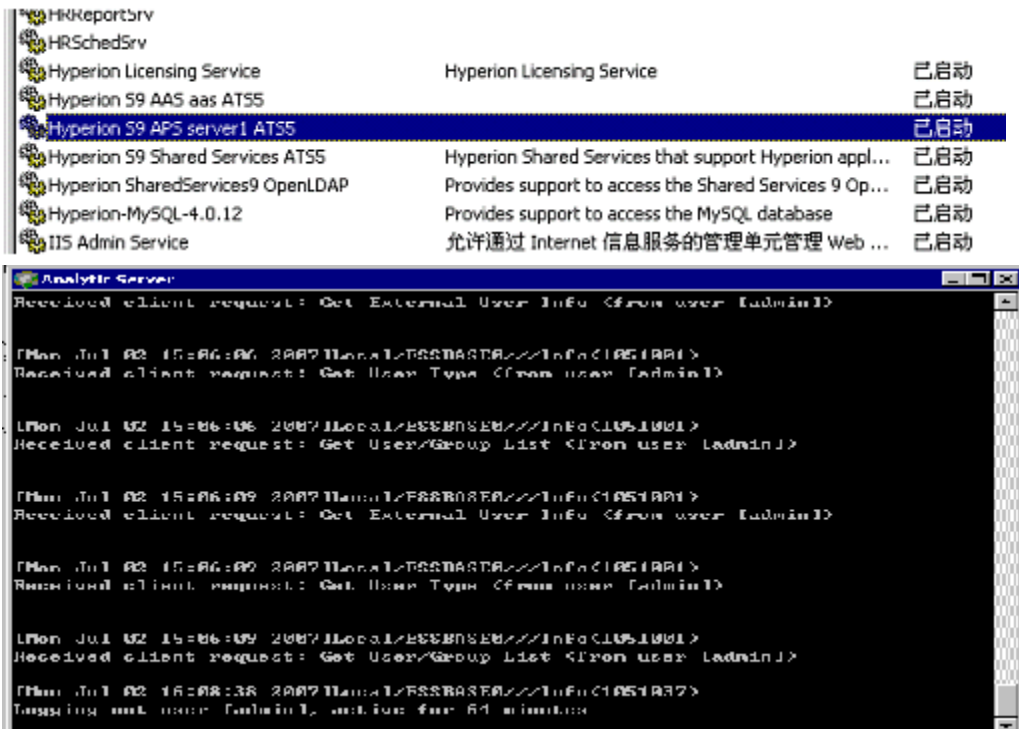 HRReportSrv
HRSchedSrv
Hyperion Licensing Service Hyperion Licensing Service 已启动
Hyperion S9 AAS aas ATS5 已启动
Hyperion S9 APS server1 ATS5 已启动
Hyperion S9 Shared Services ATS5 Hyperion Shared Services that support Hyperion appl... 已启动
Hyperion SharedServices9 OpenLDAP Provides support to access the Shared Services 9 Op... 已启动
Hyperion-MySQL-4.0.12 Provides support to access the MySQL database 已启动
IIS Admin Service 允许通过 Internet 信息服务的管理单元管理 Web ... 已启动
Analytic Server
Received client request: Get External User Info (from user [admin])
[Mon Jul 02 15:06:06 2007]Local/ESSBASE0///Info(1051001)
Received client request: Get User Type (from user [admin])
[Mon Jul 02 15:06:06 2007]Local/ESSBASE0///Info(1051001)
Received client request: Get User/Group List (from user [admin])
[Mon Jul 02 15:06:09 2007]Local/ESSBASE0///Info(1051001)
Received client request: Get External User Info (from user [admin])
[Mon Jul 02 15:06:09 2007]Local/ESSBASE0///Info(1051001)
Received client request: Get User Type (from user [admin])
[Mon Jul 02 15:06:09 2007]Local/ESSBASE0///Info(1051001)
Received client request: Get User/Group List (from user [admin])
[Mon Jul 02 16:08:38 2007]Local/ESSBASE0///Info(1051037)
Logging out user [admin], active for 64 minutes